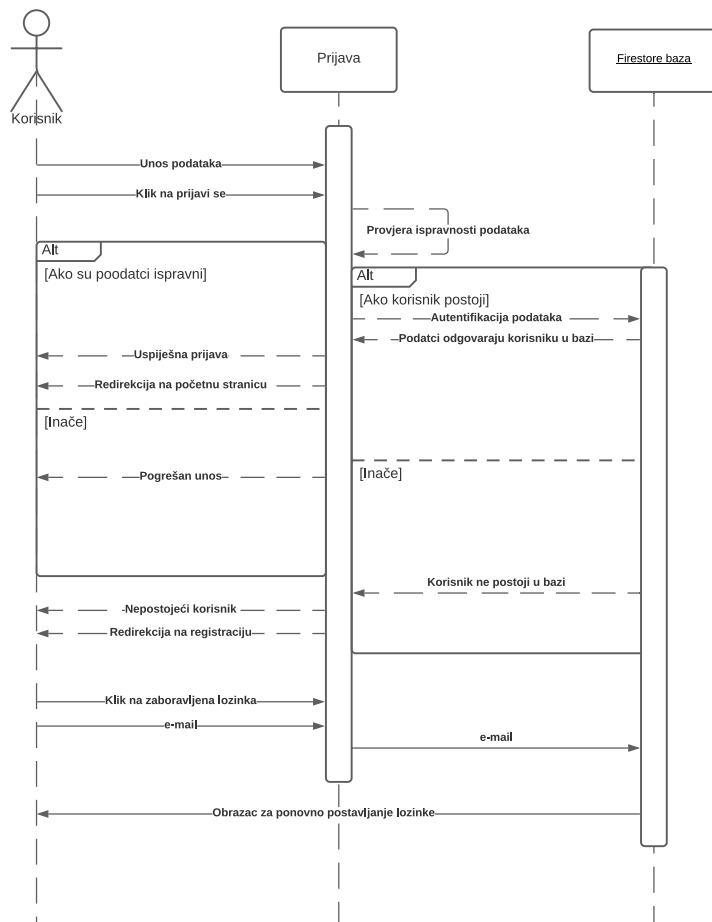 Prijava
Firestore baza
Korisnik
Unos podataka
Klik na prijavi se
Provjera ispravnosti podataka
Alt
[Ako su poodatci ispravni]
Alt
[Ako korisnik postoji]
Autentifikacija podataka
Podatci odgovaraju korisniku u bazi
Uspiješna prijava
Redirekcija na početnu stranicu
[Inače]
Pogrešan unos
[Inače]
Korisnik ne postoji u bazi
Nepostojeći korisnik
Redirekcija na registraciju
Klik na zaboravljena lozinka
e-mail
e-mail
Obrazac za ponovno postavljanje lozinke